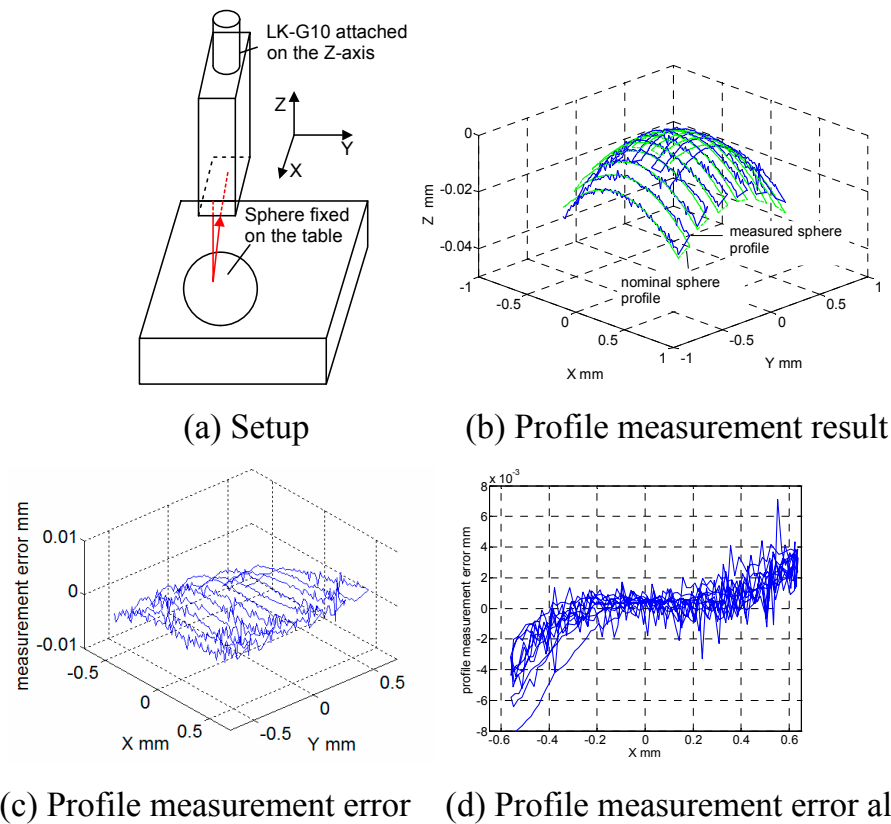 LK-G10 attached
on the Z-axis
Z
Y
X
Sphere fixed
on the table
(a) Setup
0
-0.02
-0.04
Z mm
-1
-0.5
0
0.5
1
X mm
-1
-0.5
0
0.5
1
Y mm
measured sphere
profile
nominal sphere
profile
(b) Profile measurement result
0.01
0
-0.01
measurement error mm
-0.5
0
0.5
X mm
-0.5
0
0.5
Y mm
(c) Profile measurement error
x 10-3
8
6
4
2
0
-2
-4
-6
-8
profile measurement error mm
-0.6
-0.4
-0.2
0
0.2
0.4
0.6
X mm
(d) Profile measurement error al